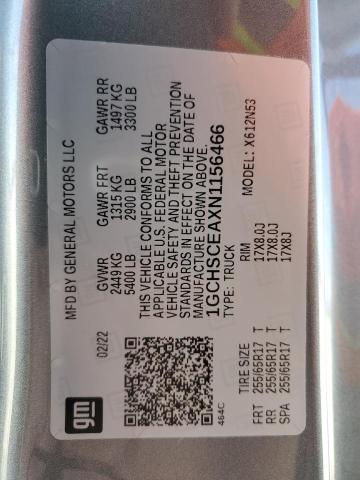 gm
MFD BY GENERAL MOTORS LLC
02/22
GVWR GAWR FRT GAWR RR
2449 KG 1315 KG 1497 KG
5400 LB 2900 LB 3300 LB
THIS VEHICLE CONFORMS TO ALL
APPLICABLE U.S. FEDERAL MOTOR
VEHICLE SAFETY AND THEFT PREVENTION
STANDARDS IN EFFECT ON THE DATE OF
MANUFACTURE SHOWN ABOVE.
1GCHSCEAXN1156466
TYPE: TRUCK MODEL: X612N53
464C
TIRE SIZE RIM
FRT 255/65R17 T 17X8.0J
RR 255/65R17 T 17X8.0J
SPA 255/65R17 T 17X8J